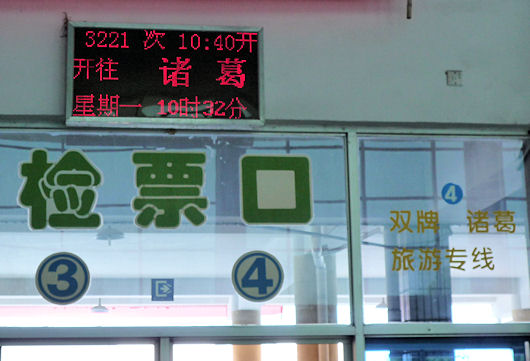 3221 次 10:40开
开往 诸葛
星期一 10时32分
检票口
③ ④
④
双牌 诸葛
旅游专线